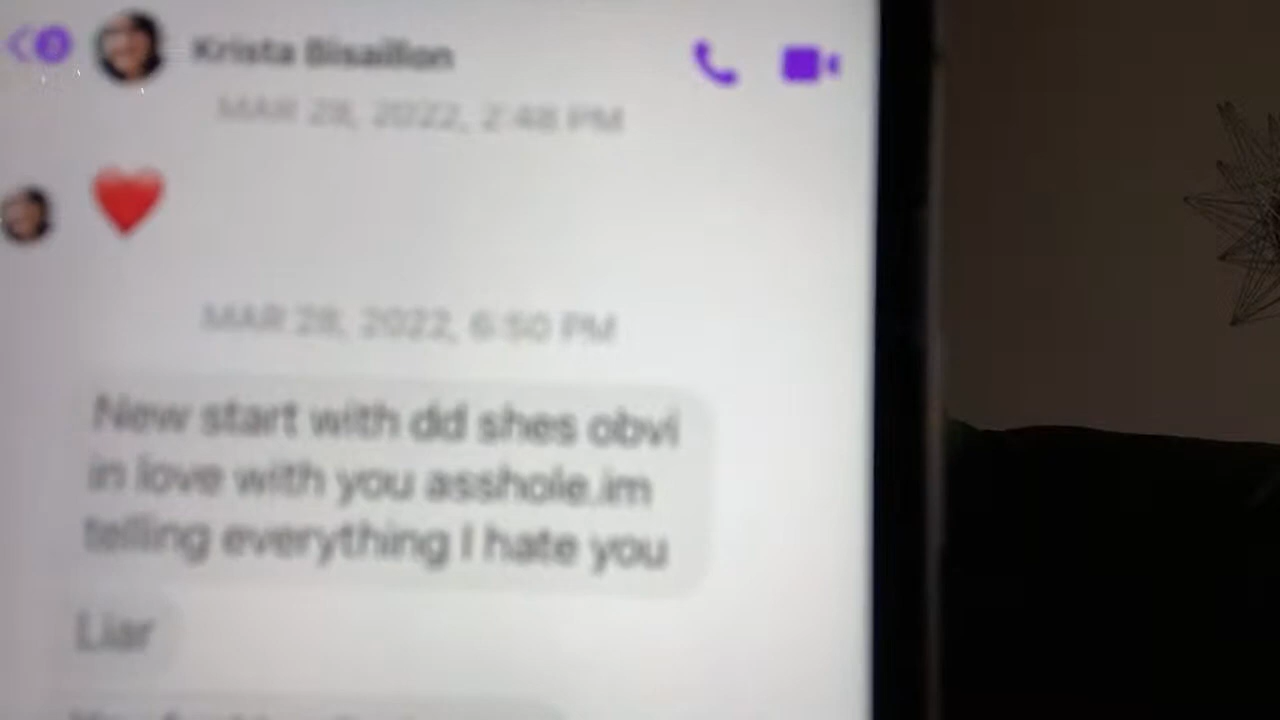 Krista Bisaillon
MAR 28, 2022, 2:48 PM
MAR 28, 2022, 6:50 PM
New start with dd shes obvi
in love with you asshole.im
telling everything I hate you
Liar